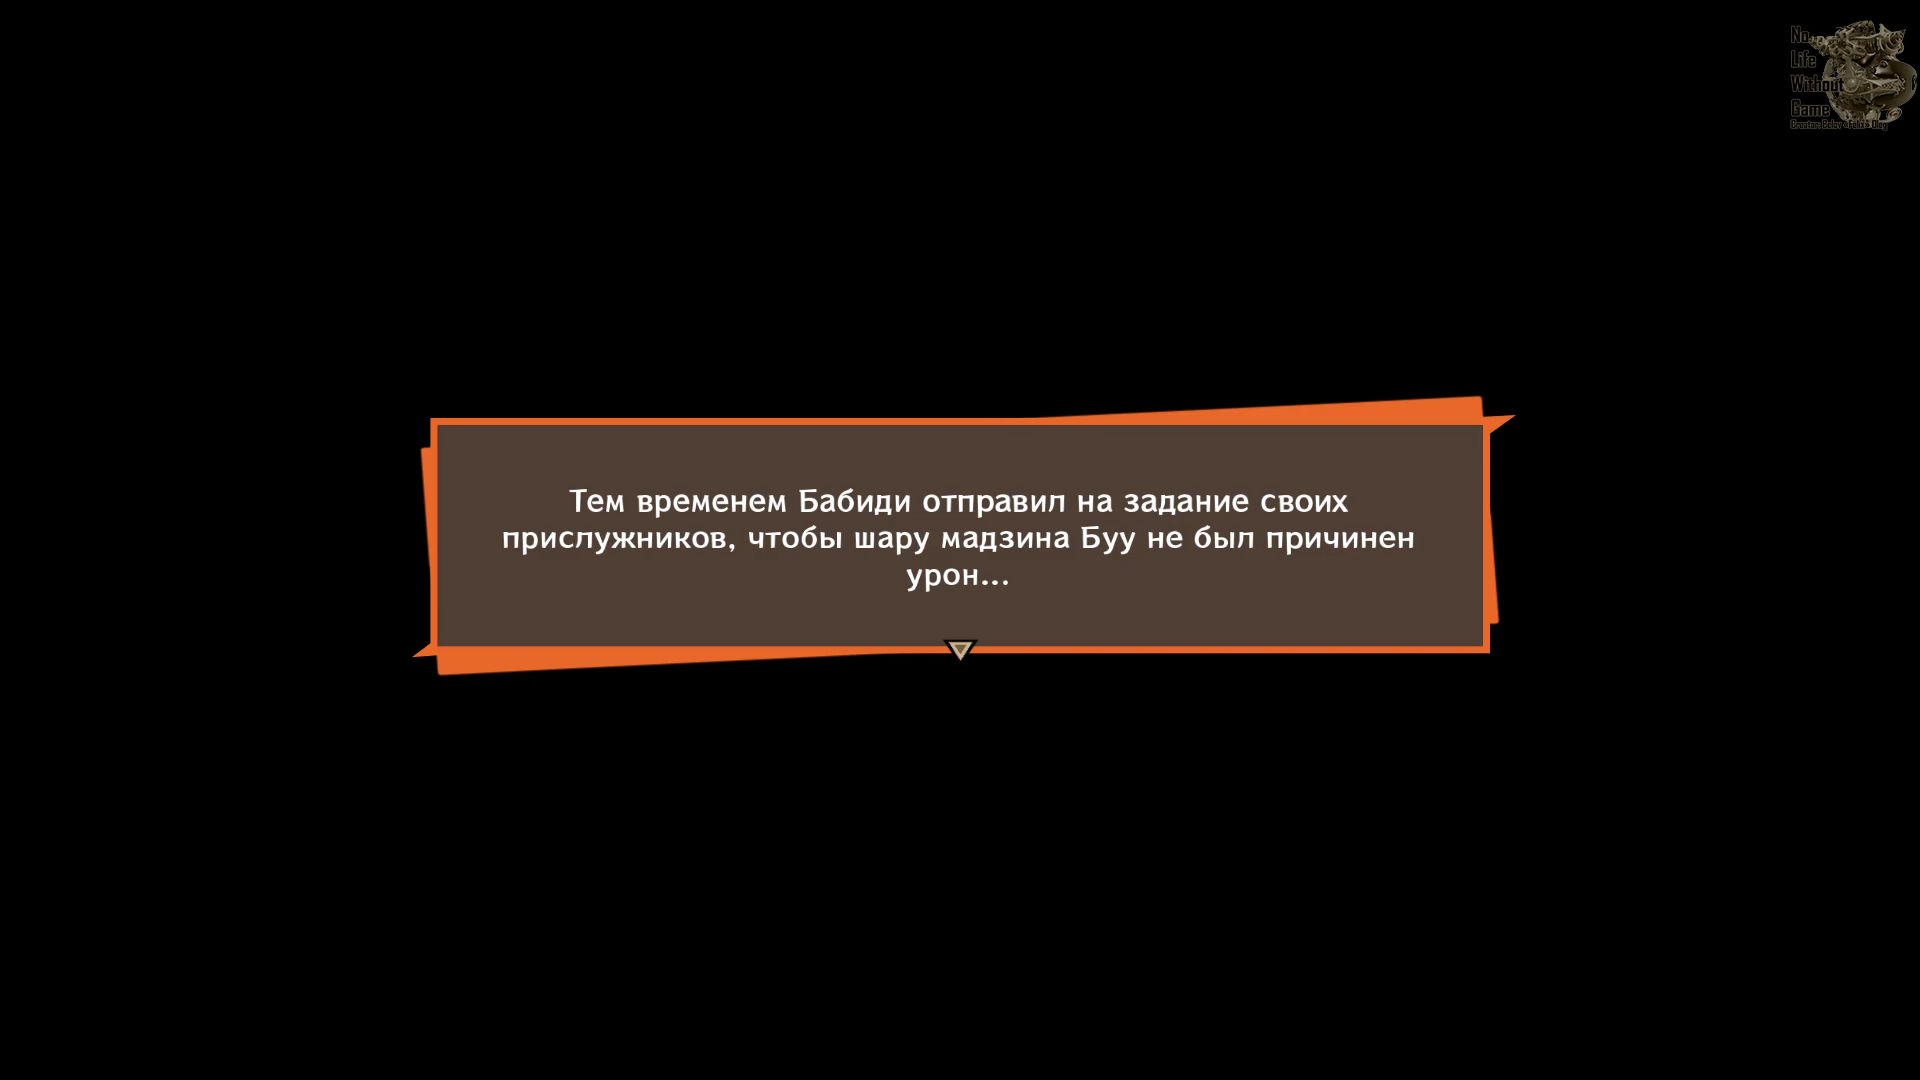 No
Life
Without
Game
Тем временем Бабиди отправил на задание своих
прислужников, чтобы шару мадзина Буу не был причинен
урон...